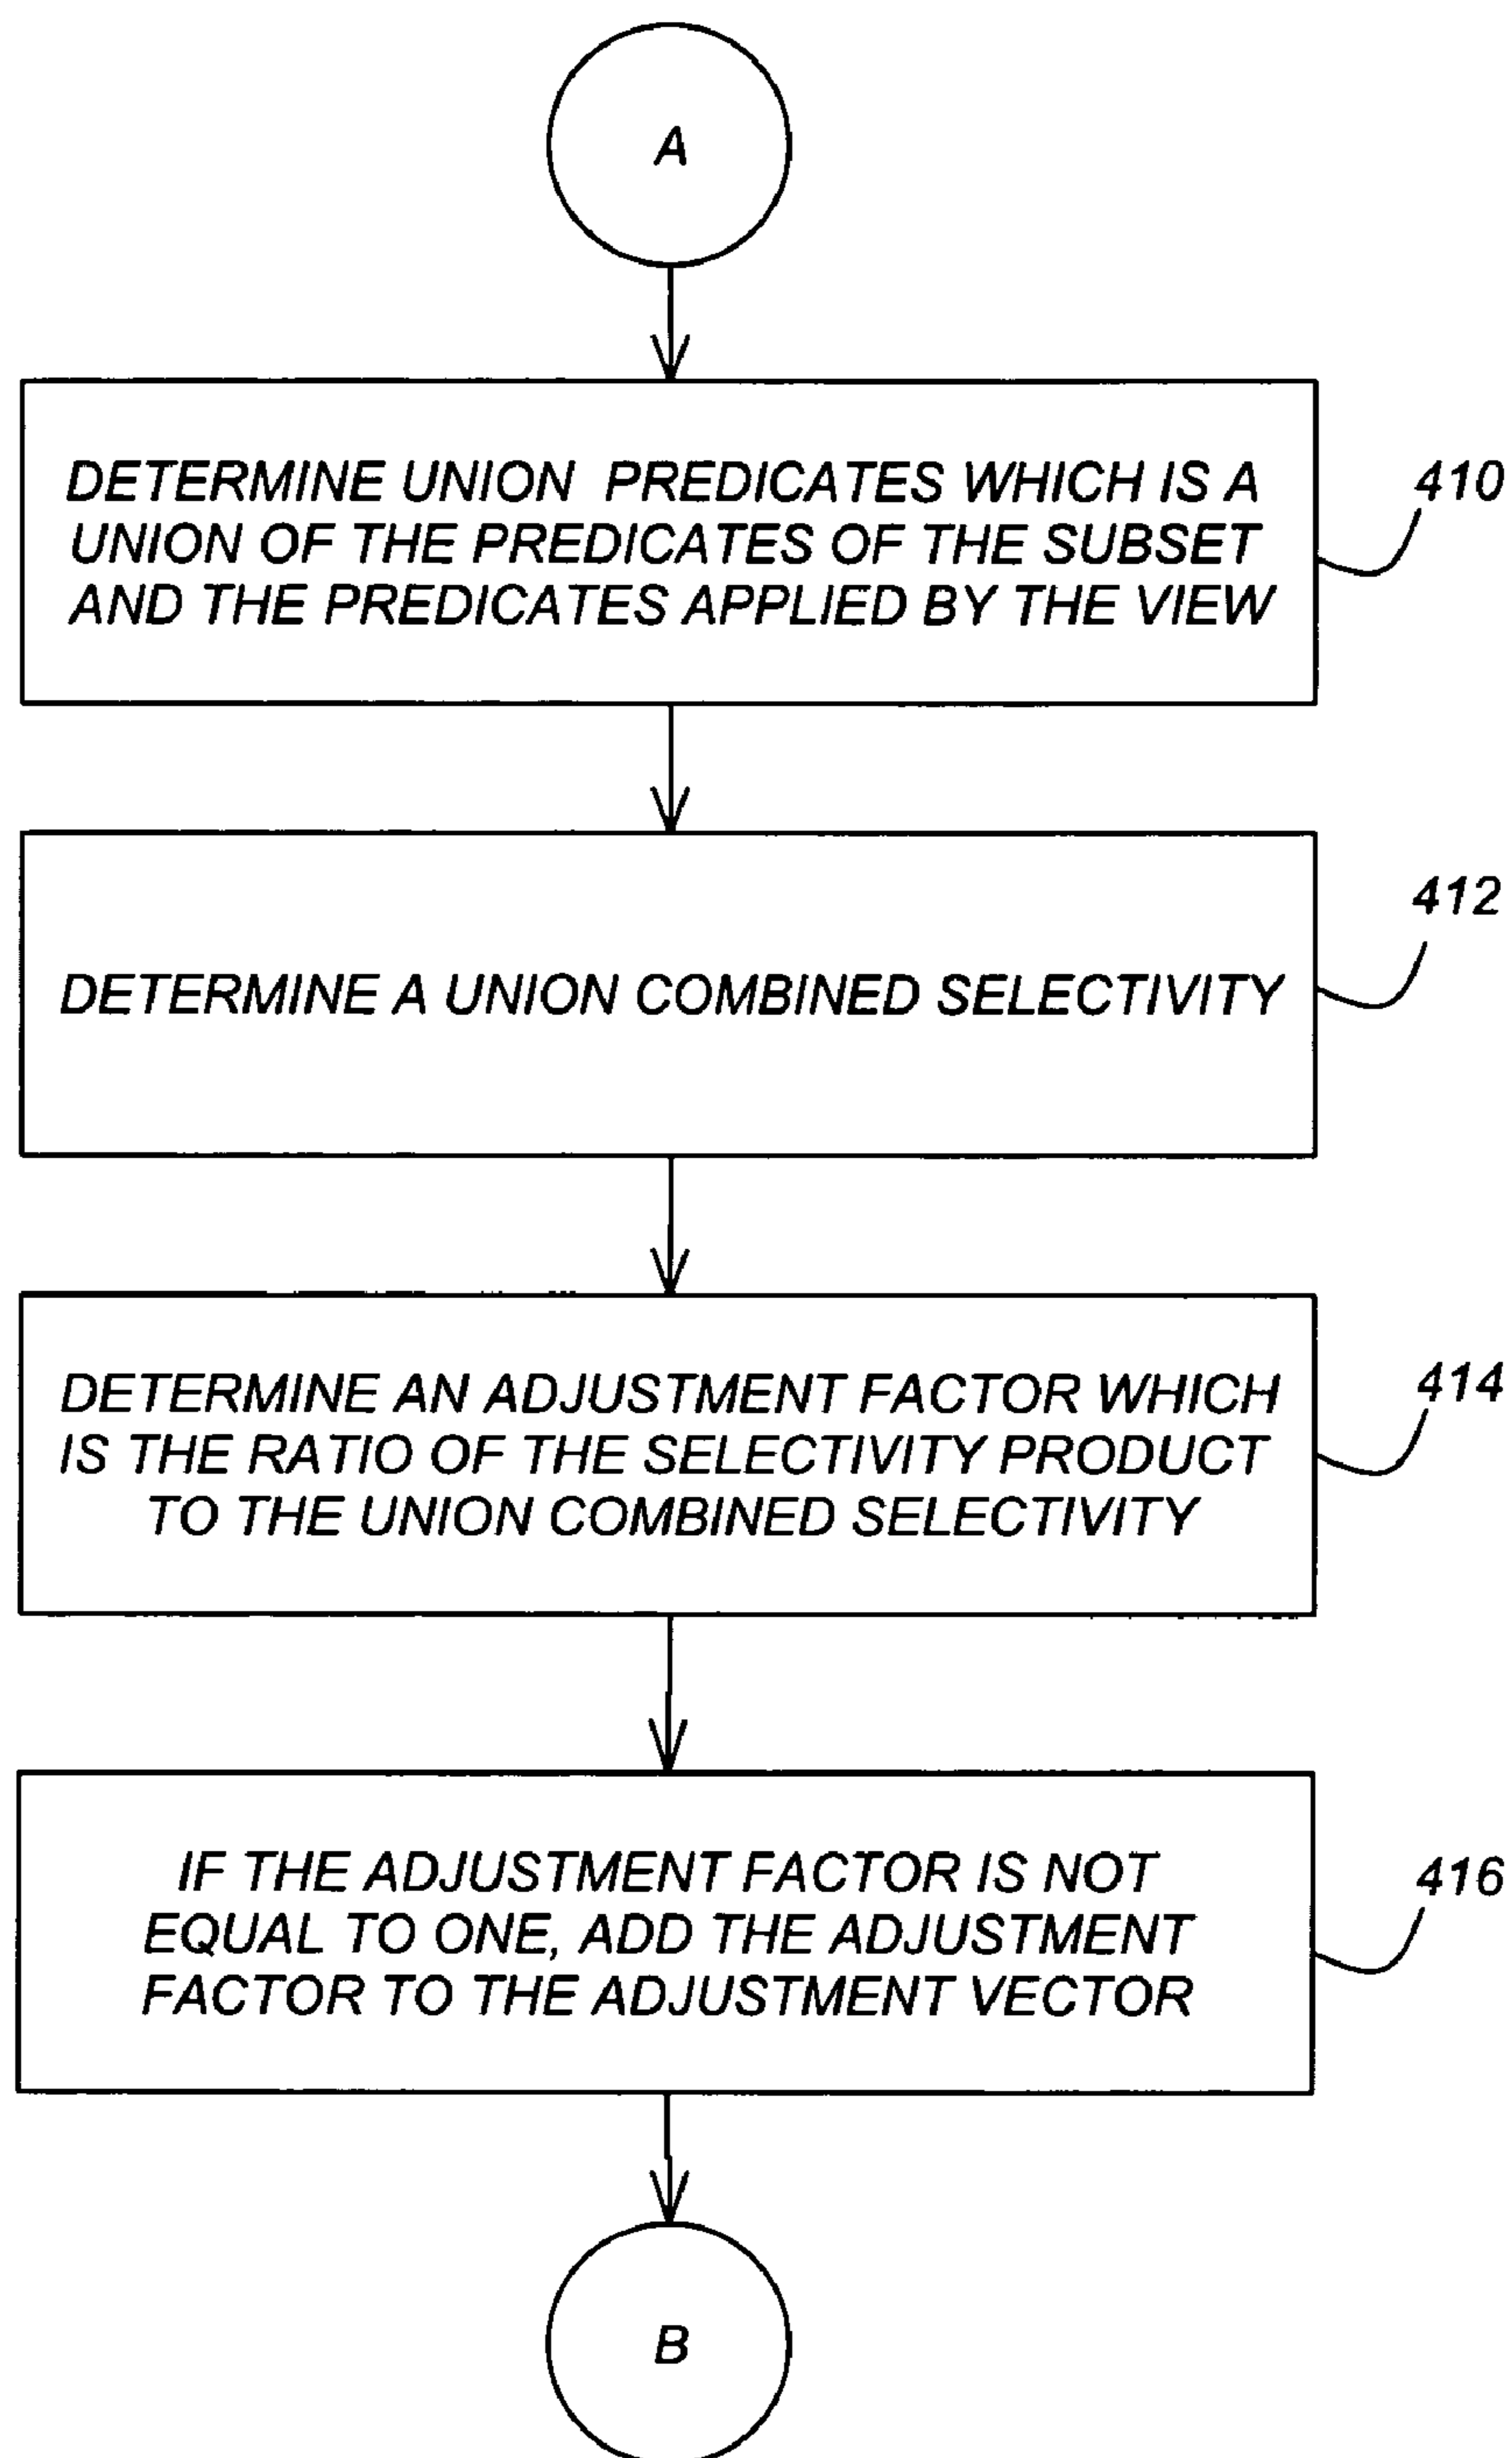 A
DETERMINE UNION PREDICATES WHICH IS A
UNION OF THE PREDICATES OF THE SUBSET
AND THE PREDICATES APPLIED BY THE VIEW
410
DETERMINE A UNION COMBINED SELECTIVITY
412
DETERMINE AN ADJUSTMENT FACTOR WHICH
IS THE RATIO OF THE SELECTIVITY PRODUCT
TO THE UNION COMBINED SELECTIVITY
414
IF THE ADJUSTMENT FACTOR IS NOT
EQUAL TO ONE, ADD THE ADJUSTMENT
FACTOR TO THE ADJUSTMENT VECTOR
416
B